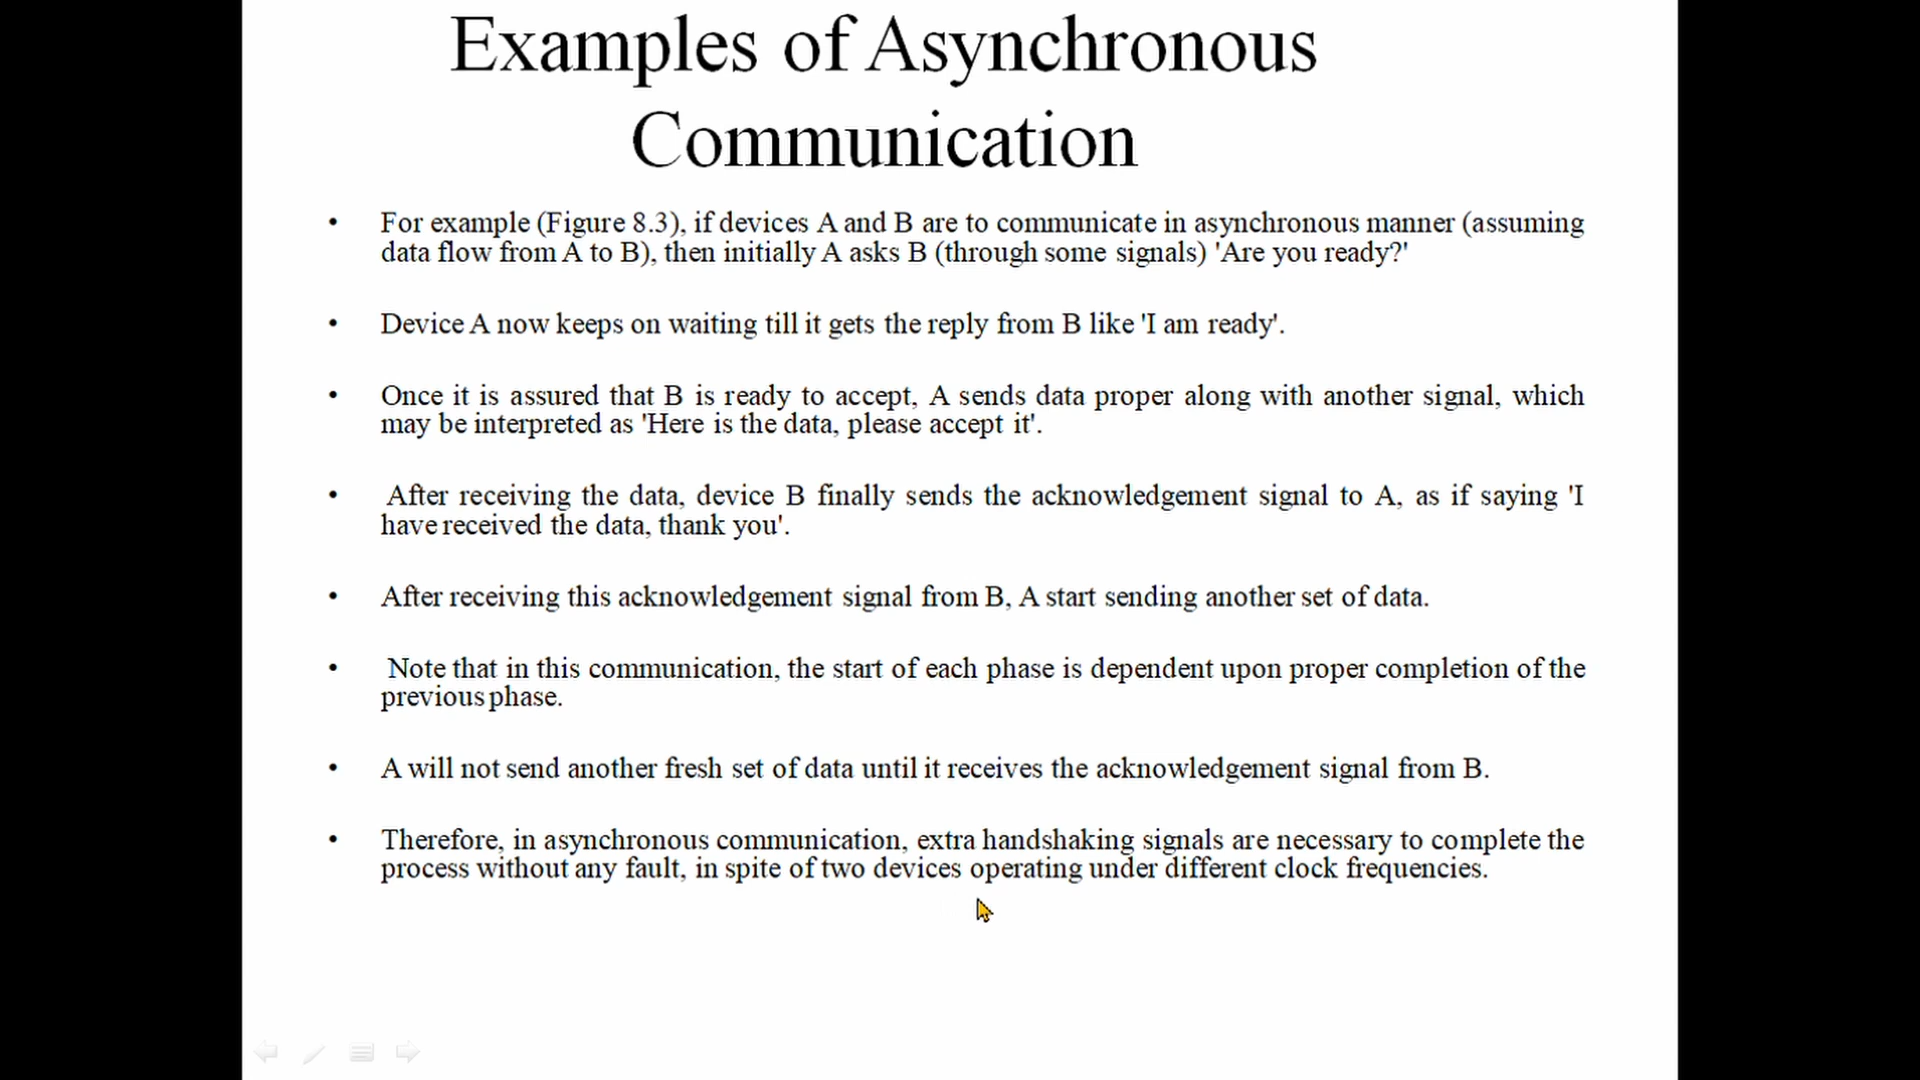 Examples of Asynchronous
Communication
• For example (Figure 8.3), if devices A and B are to communicate in asynchronous manner (assuming
data flow from A to B), then initially A asks B (through some signals) 'Are you ready?'
• Device A now keeps on waiting till it gets the reply from B like 'I am ready'.
• Once it is assured that B is ready to accept, A sends data proper along with another signal, which
may be interpreted as 'Here is the data, please accept it'.
• After receiving the data, device B finally sends the acknowledgement signal to A, as if saying 'I
have received the data, thank you'.
• After receiving this acknowledgement signal from B, A start sending another set of data.
• Note that in this communication, the start of each phase is dependent upon proper completion of the
previous phase.
• A will not send another fresh set of data until it receives the acknowledgement signal from B.
• Therefore, in asynchronous communication, extra handshaking signals are necessary to complete the
process without any fault, in spite of two devices operating under different clock frequencies.